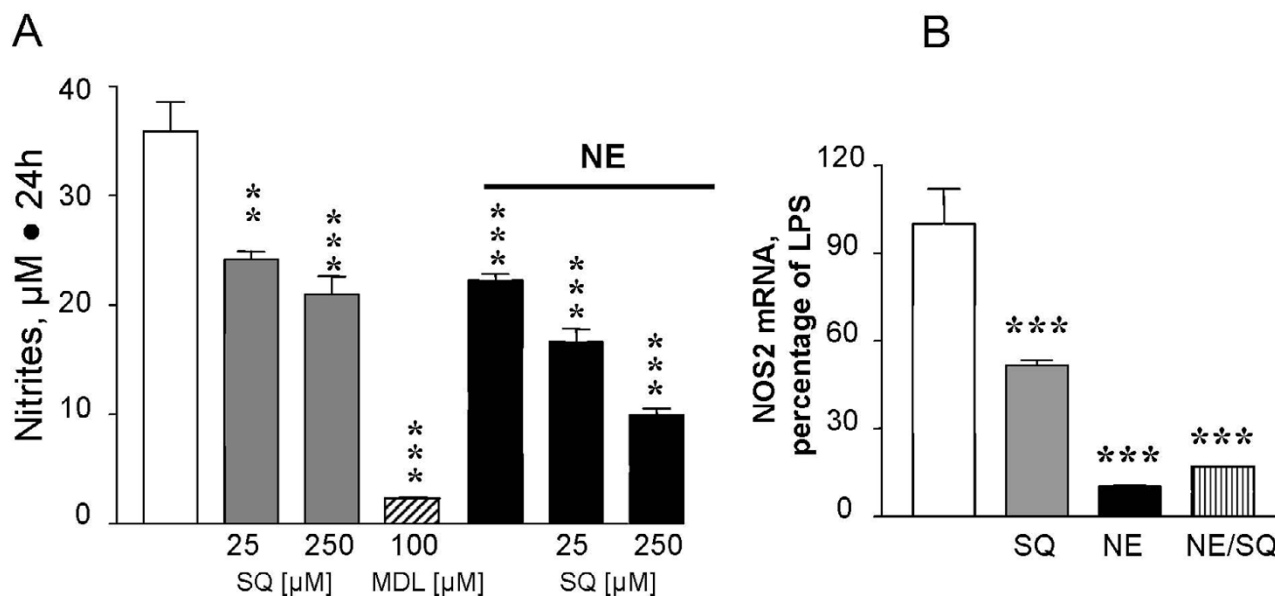 A
B
Nitrites, µM • 24h
40
30
20
10
0
**
***
***
NE
***
***
***
25 250 100 25 250
SQ [µM] MDL [µM] SQ [µM]
NOS2 mRNA,
percentage of LPS
120
90
60
30
0
***
***
***
SQ NE NE/SQ